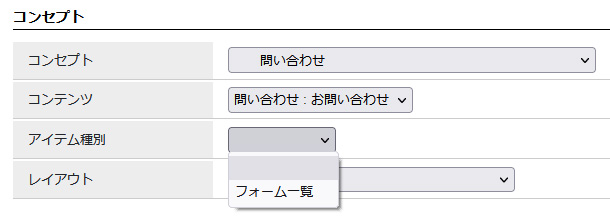 コンセプト
コンセプト 問い合わせ
コンテンツ 問い合わせ : お問い合わせ
アイテム種別
フォーム一覧
レイアウト